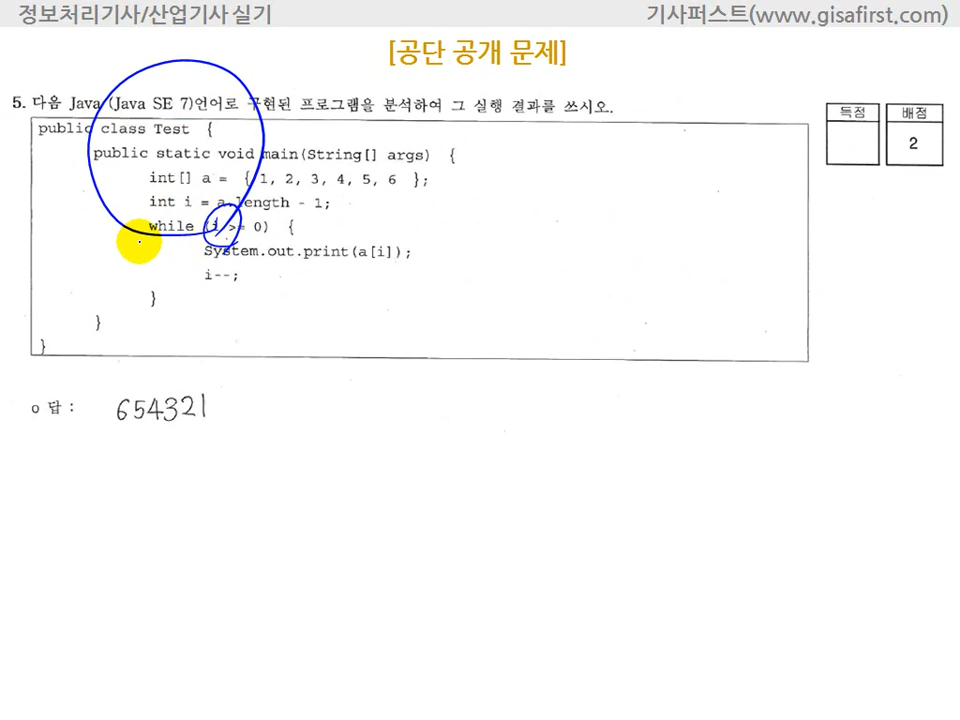 정보처리기사/산업기사 실기
기사퍼스트(www.gisafirst.com)
[공단 공개 문제]
5. 다음 Java (Java SE 7)언어로 구현된 프로그램을 분석하여 그 실행 결과를 쓰시오.
득점 배점
2
public class Test {
public static void main(String[] args) {
int[] a = { 1, 2, 3, 4, 5, 6 };
int i = a.length - 1;
while (i >= 0) {
System.out.print(a[i]);
i--;
}
}
}
o 답 : 654321